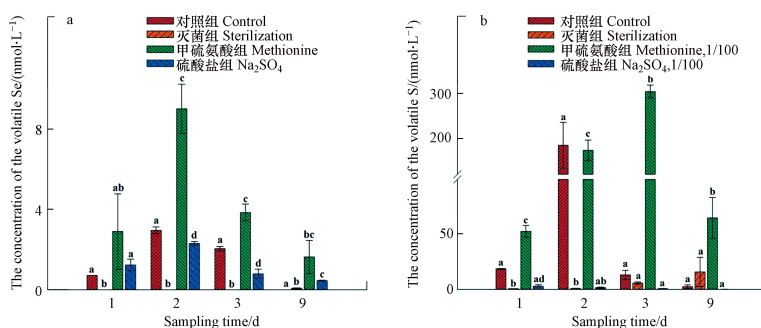 a
对照组 Control
灭菌组 Sterilization
甲硫氨酸组 Methionine
硫酸盐组 Na₂SO₄
The concentration of the volatile Se/(nmol·L⁻¹)
8
4
0
a b ab a
a b c d
a b c d
a b bc c
1 2 3 9
Sampling time/d
b
对照组 Control
灭菌组 Sterilization
甲硫氨酸组 Methionine,1/100
硫酸盐组 Na₂SO₄,1/100
The concentration of the volatile S/(nmol·L⁻¹)
300
200
50
0
a b c ad
a b c ab
a a b a
a a b a
1 2 3 9
Sampling time/d